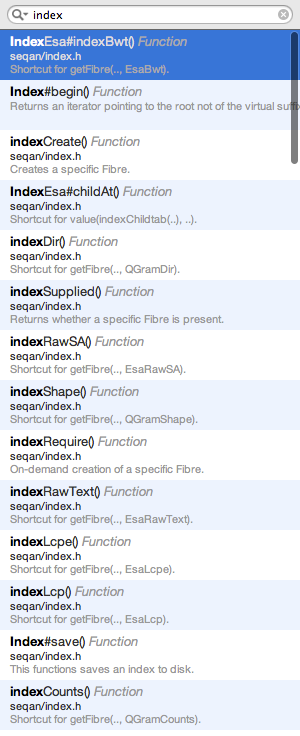 index
IndexEsa#indexBwt() Function
seqan/index.h
Shortcut for getFibre(.., EsaBwt).
Index#begin() Function
Returns an iterator pointing to the root not of the virtual suffi
indexCreate() Function
seqan/index.h
Creates a specific Fibre.
IndexEsa#childAt() Function
seqan/index.h
Shortcut for value(indexChildtab(..), ..).
indexDir() Function
seqan/index.h
Shortcut for getFibre(.., QGramDir).
indexSupplied() Function
seqan/index.h
Returns whether a specific Fibre is present.
indexRawSA() Function
seqan/index.h
Shortcut for getFibre(.., EsaRawSA).
indexShape() Function
seqan/index.h
Shortcut for getFibre(.., QGramShape).
indexRequire() Function
seqan/index.h
On-demand creation of a specific Fibre.
indexRawText() Function
seqan/index.h
Shortcut for getFibre(.., EsaRawText).
indexLcpe() Function
seqan/index.h
Shortcut for getFibre(.., EsaLcpe).
indexLcp() Function
seqan/index.h
Shortcut for getFibre(.., EsaLcp).
Index#save() Function
seqan/index.h
This functions saves an index to disk.
indexCounts() Function
seqan/index.h
Shortcut for getFibre(.., QGramCounts).